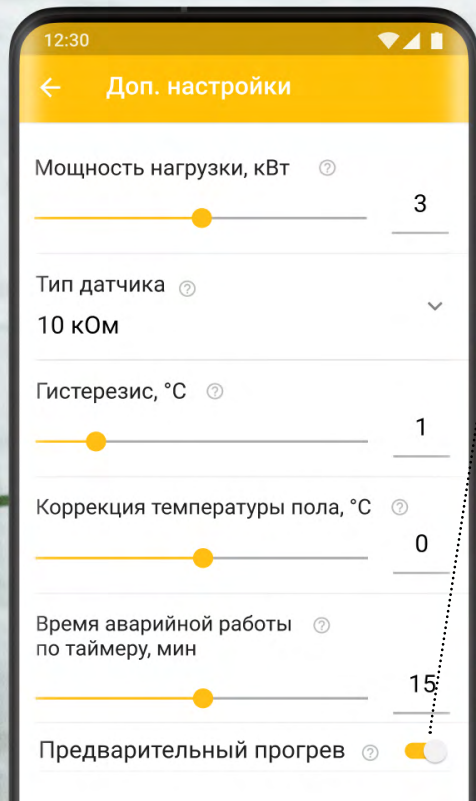 12:30
Доп. настройки
Мощность нагрузки, кВт ?
3
Тип датчика ?
10 кОм
Гистерезис, °C ?
1
Коррекция температуры пола, °C ?
0
Время аварийной работы ?
по таймеру, мин
15
Предварительный прогрев ?